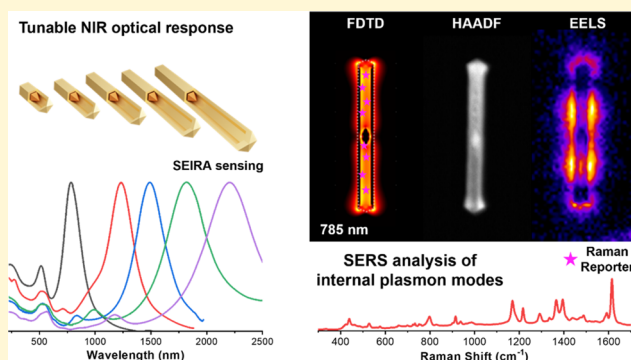 Tunable NIR optical response
SEIRA sensing
500 1000 1500 2000 2500
Wavelength (nm)
FDTD HAADF EELS
785 nm
SERS analysis of
internal plasmon modes
Raman
Reporter
400 600 800 1000 1200 1400 1600
Raman Shift (cm-1)